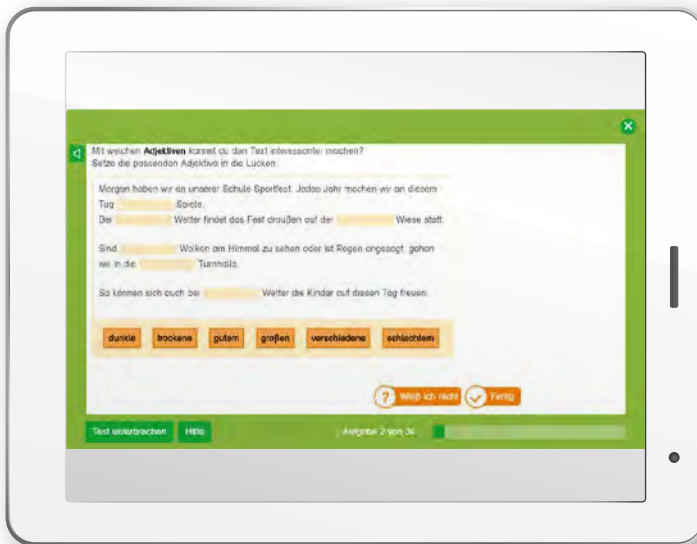 Mit welchen Adjektiven kannst du den Text interessanter machen?
Setze die passenden Adjektive in die Lücken.
Morgen haben wir an unserer Schule Sportfest. Jedes Jahr machen wir an diesem
Tag Spiele.
Bei Wetter findet das Fest draußen auf der Wiese statt.
Sind Wolken am Himmel zu sehen oder ist Regen angesagt, gehen
wir in die Turnhalle.
So können sich auch bei Wetter die Kinder auf diesen Tag freuen.
dunkle trockene gutem großen verschiedene schlechtem
? Weiß ich nicht Fertig
Test unterbrechen Hilfe Aufgabe 2 von 34